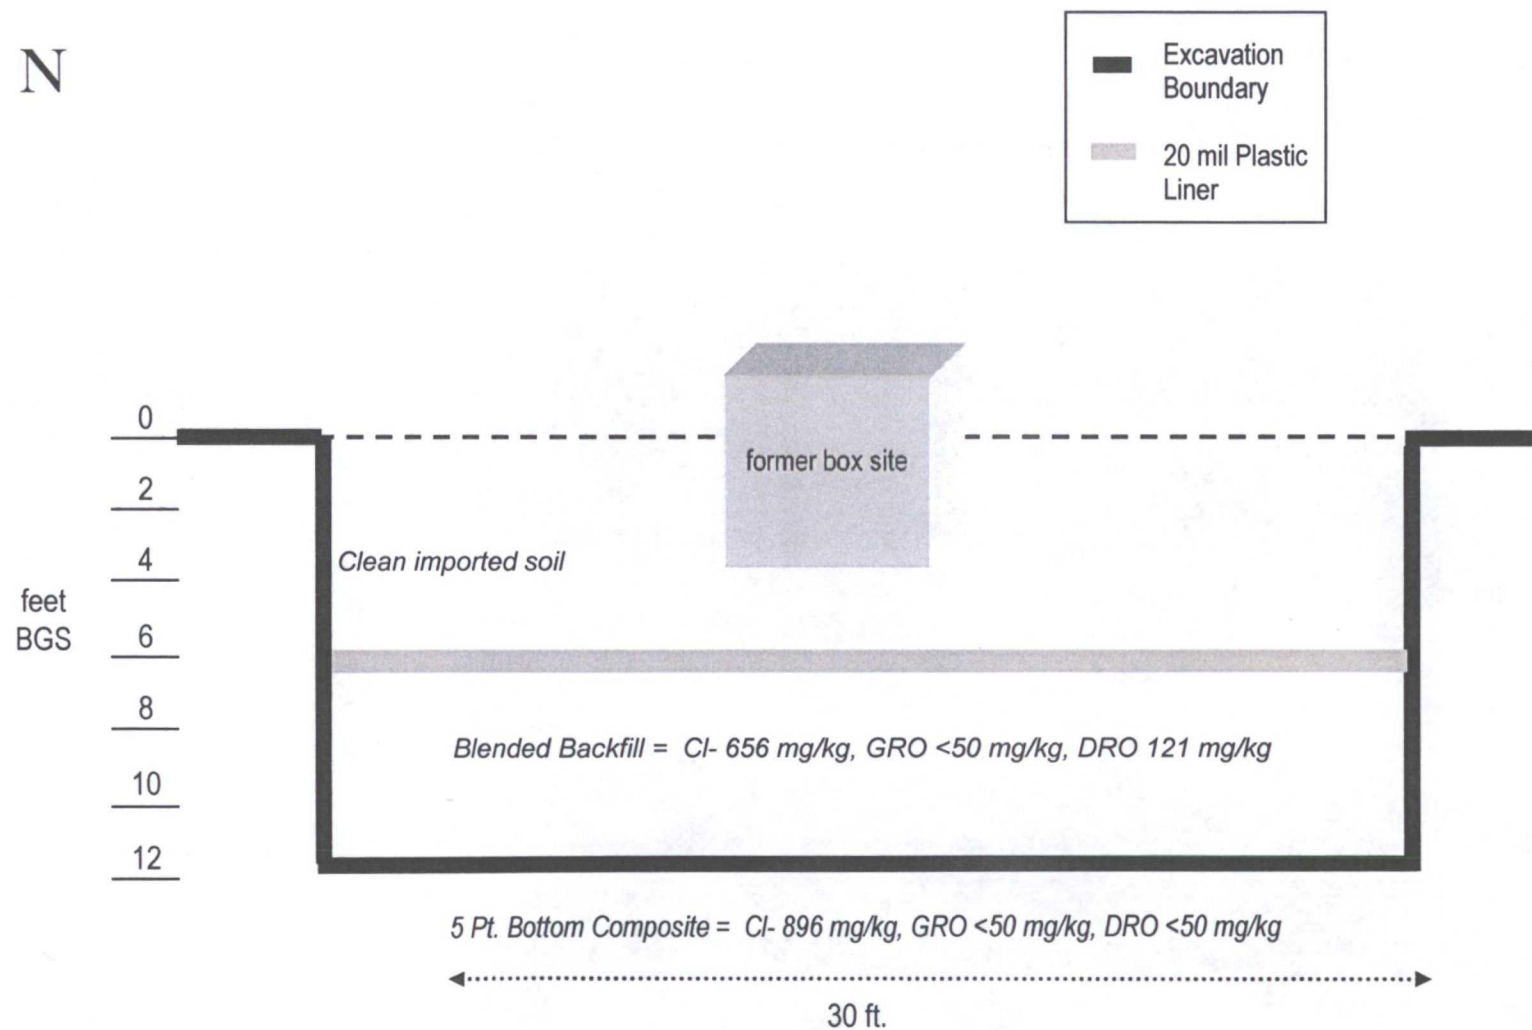 N
Excavation
Boundary
20 mil Plastic
Liner
0
former box site
2
Clean imported soil
4
feet
BGS
6
8
Blended Backfill = Cl- 656 mg/kg, GRO <50 mg/kg, DRO 121 mg/kg
10
12
5 Pt. Bottom Composite = Cl- 896 mg/kg, GRO <50 mg/kg, DRO <50 mg/kg
30 ft.